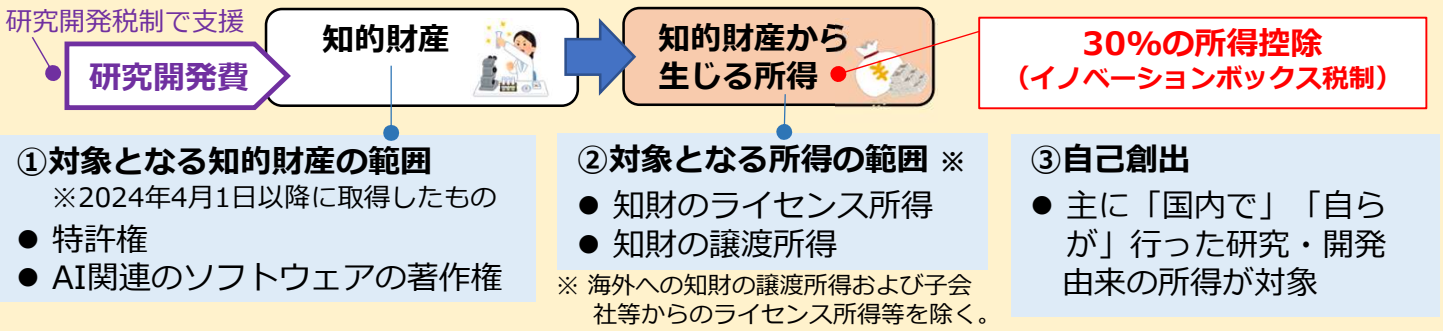 研究開発税制で支援
研究開発費
知的財産
知的財産から
生じる所得
30%の所得控除
（イノベーションボックス税制）
①対象となる知的財産の範囲
※2024年4月1日以降に取得したもの
● 特許権
● AI関連のソフトウェアの著作権
②対象となる所得の範囲 ※
● 知財のライセンス所得
● 知財の譲渡所得
※ 海外への知財の譲渡所得および子会
社等からのライセンス所得等を除く。
③自己創出
● 主に「国内で」「自ら
が」行った研究・開発
由来の所得が対象